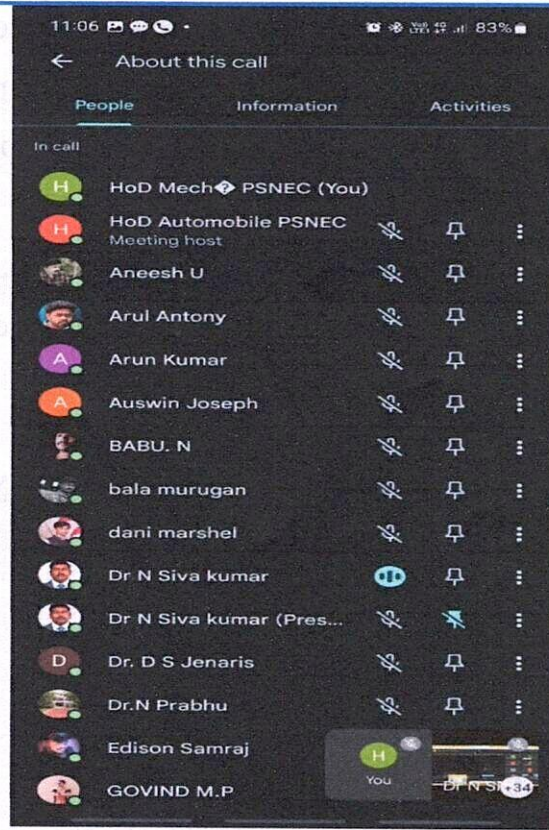 11:06
83%
About this call
People Information Activities
In call
H HoD Mech� PSNEC (You)
H HoD Automobile PSNEC
Meeting host
Aneesh U
Arul Antony
A Arun Kumar
A Auswin Joseph
BABU. N
bala murugan
dani marshel
Dr N Siva kumar
Dr N Siva kumar (Pres...
D Dr. D S Jenaris
Dr.N Prabhu
Edison Samraj
H
You
GOVIND M.P
+34